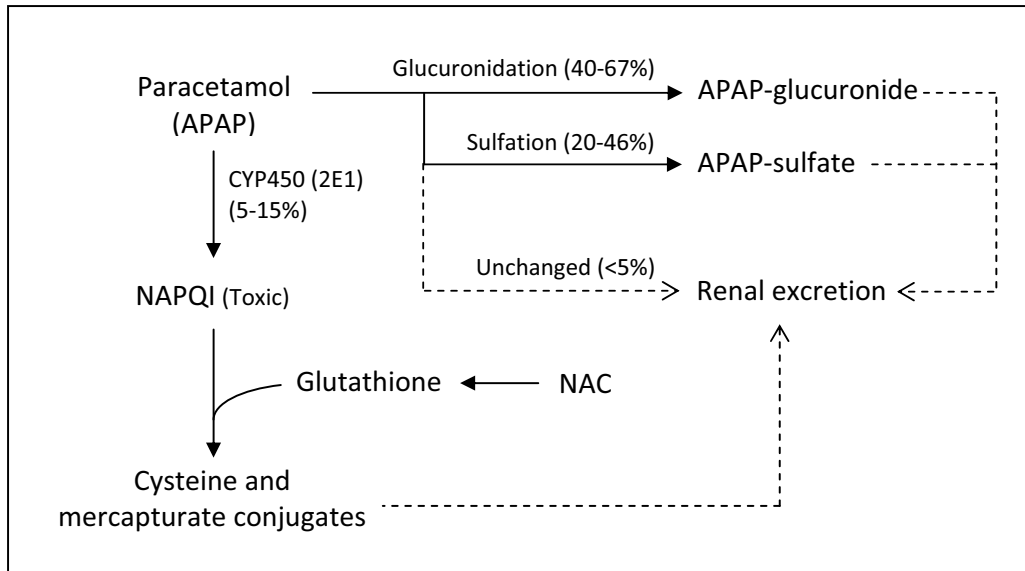 Glucuronidation (40-67%)
Paracetamol
(APAP)
APAP-glucuronide
Sulfation (20-46%)
APAP-sulfate
CYP450 (2E1)
(5-15%)
Unchanged (<5%)
NAPQI (Toxic)
Renal excretion
Glutathione
NAC
Cysteine and
mercapturate conjugates